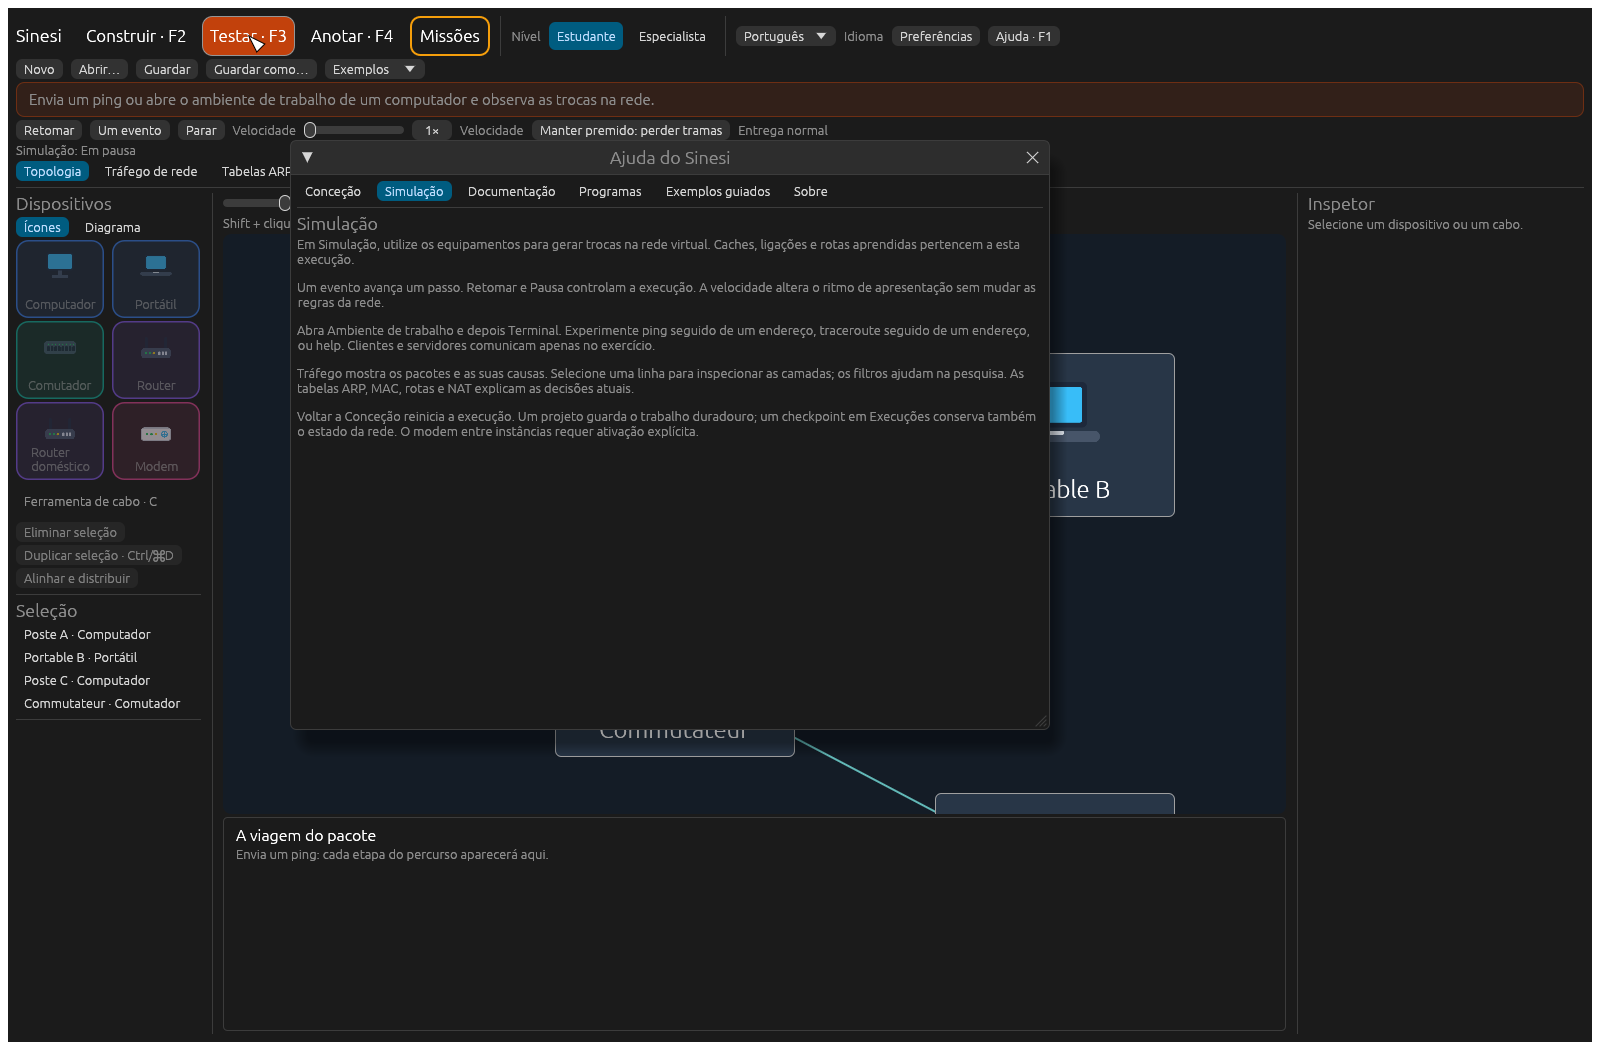 Sinesi
Construir · F2
Testar · F3
Anotar · F4
Missões
Nível
Estudante
Especialista
Português
Idioma
Preferências
Ajuda · F1
Novo
Abrir…
Guardar
Guardar como…
Exemplos
Envia um ping ou abre o ambiente de trabalho de um computador e observa as trocas na rede.
Retomar
Um evento
Parar
Velocidade
1×
Velocidade
Manter premido: perder tramas
Entrega normal
Simulação: Em pausa
Topologia
Tráfego de rede
Tabelas ARP
Ajuda do Sinesi
Conceção
Simulação
Documentação
Programas
Exemplos guiados
Sobre
Simulação
Em Simulação, utilize os equipamentos para gerar trocas na rede virtual. Caches, ligações e rotas aprendidas pertencem a esta
execução.
Um evento avança um passo. Retomar e Pausa controlam a execução. A velocidade altera o ritmo de apresentação sem mudar as
regras da rede.
Abra Ambiente de trabalho e depois Terminal. Experimente ping seguido de um endereço, traceroute seguido de um endereço,
ou help. Clientes e servidores comunicam apenas no exercício.
Tráfego mostra os pacotes e as suas causas. Selecione uma linha para inspecionar as camadas; os filtros ajudam na pesquisa. As
tabelas ARP, MAC, rotas e NAT explicam as decisões atuais.
Voltar a Conceção reinicia a execução. Um projeto guarda o trabalho duradouro; um checkpoint em Execuções conserva também
o estado da rede. O modem entre instâncias requer ativação explícita.
Dispositivos
Ícones
Diagrama
Computador
Portátil
Comutador
Router
Router
doméstico
Modem
Ferramenta de cabo · C
Eliminar seleção
Duplicar seleção · Ctrl/⌘D
Alinhar e distribuir
Seleção
Poste A · Computador
Portable B · Portátil
Poste C · Computador
Commutateur · Comutador
Shift + cliqu
able B
Commutateur
A viagem do pacote
Envia um ping: cada etapa do percurso aparecerá aqui.
Inspetor
Selecione um dispositivo ou um cabo.